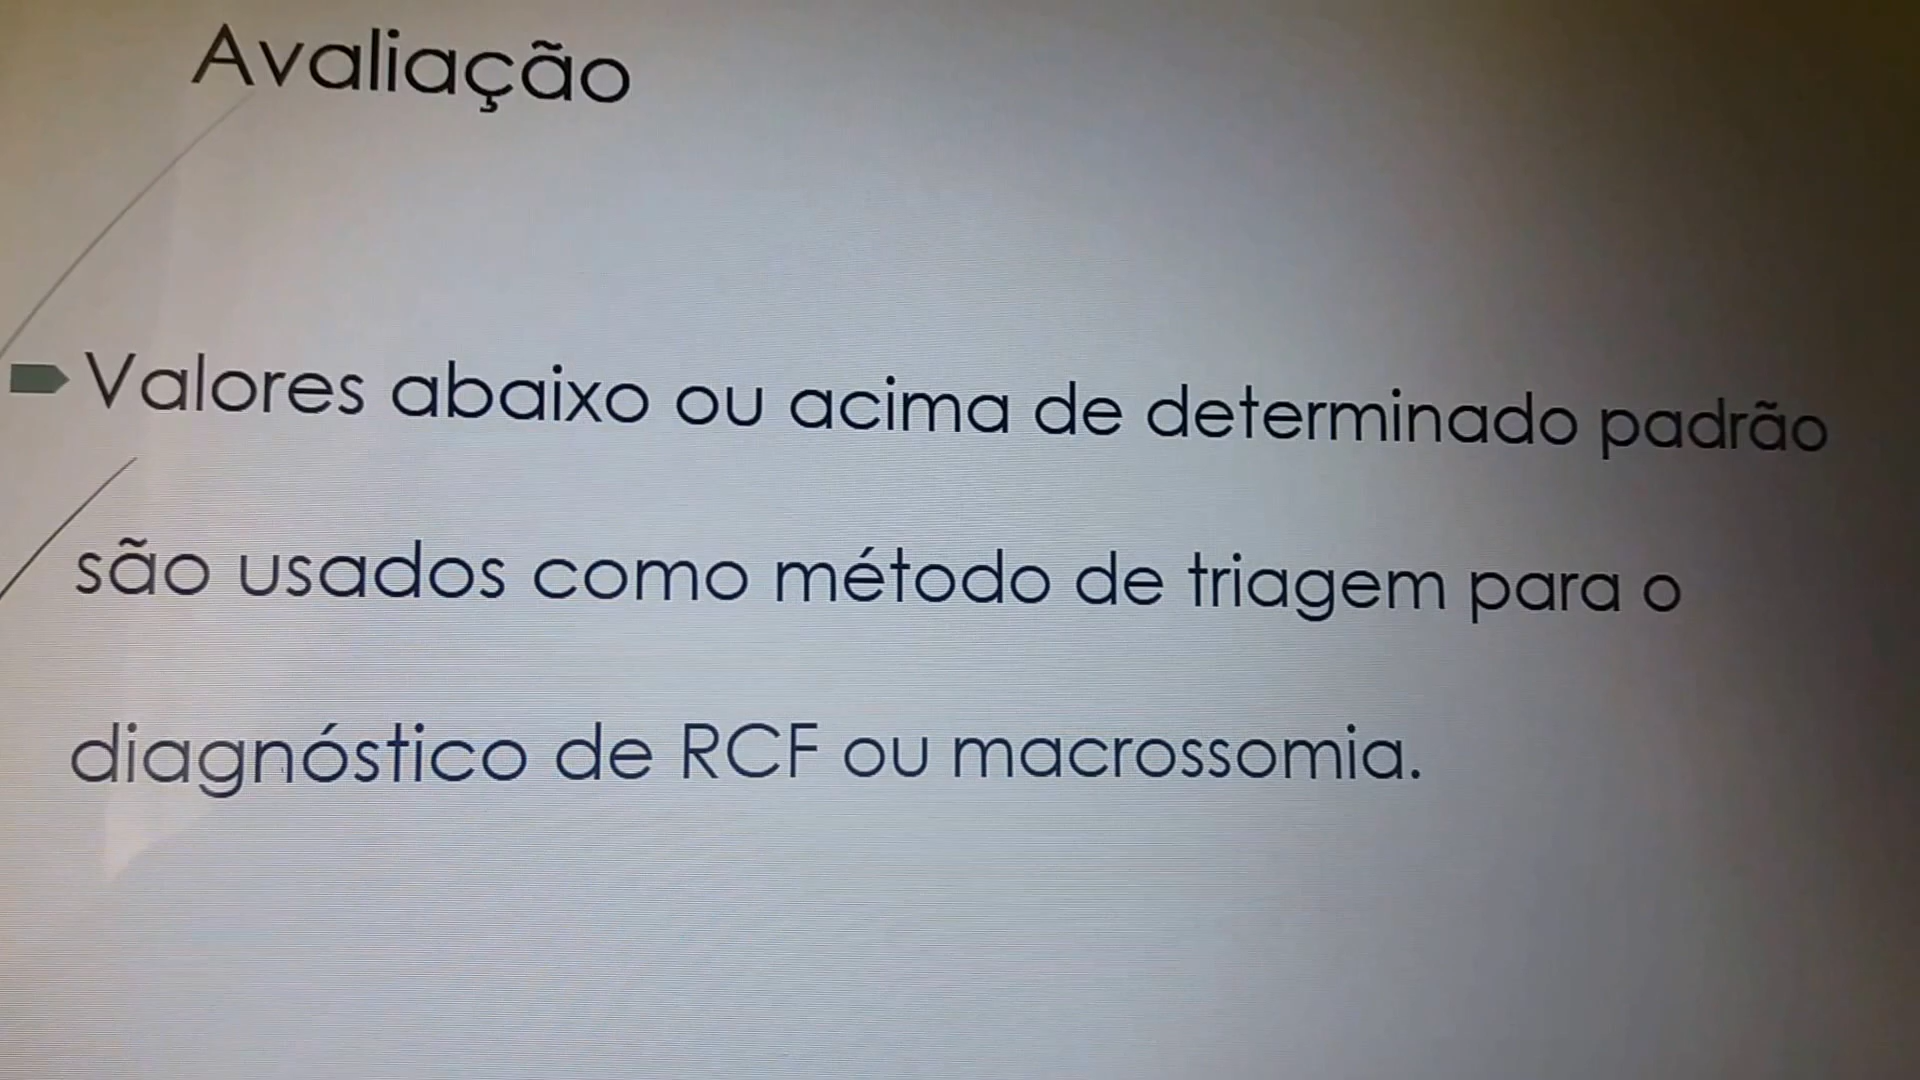 Avaliação
Valores abaixo ou acima de determinado padrão
são usados como método de triagem para o
diagnóstico de RCF ou macrossomia.